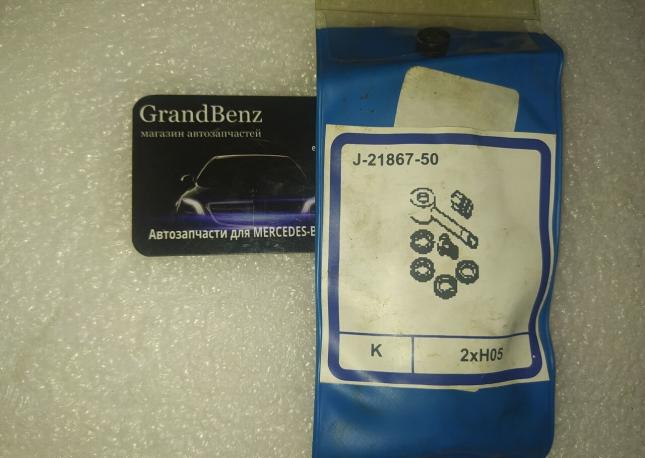 GrandBenz
магазин автозапчастей
e
Автозапчасти для MERCEDES-B
J-21867-50
K
2xH05